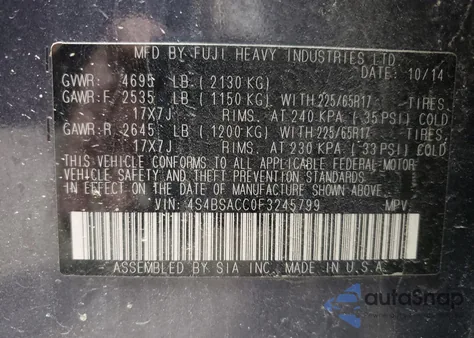 MFD BY FUJI HEAVY INDUSTRIES LTD.
DATE: 10/14
GVWR: 4695 LB (2130 KG)
GAWR:F. 2535 LB (1150 KG) WITH 225/65R17 TIRES.
17X7J RIMS. AT 240 KPA (35 PSI) COLD
GAWR:R. 2645 LB (1200 KG) WITH 225/65R17 TIRES.
17X7J RIMS. AT 230 KPA (33 PSI) COLD
THIS VEHICLE CONFORMS TO ALL APPLICABLE FEDERAL MOTOR
VEHICLE SAFETY AND THEFT PREVENTION STANDARDS IN EFFECT
ON THE DATE OF MANUFACTURE SHOWN ABOVE.
VIN: 4S4BSACC0F3245799 MPV
ASSEMBLED BY SIA INC. MADE IN U.S.A.
autoSnap